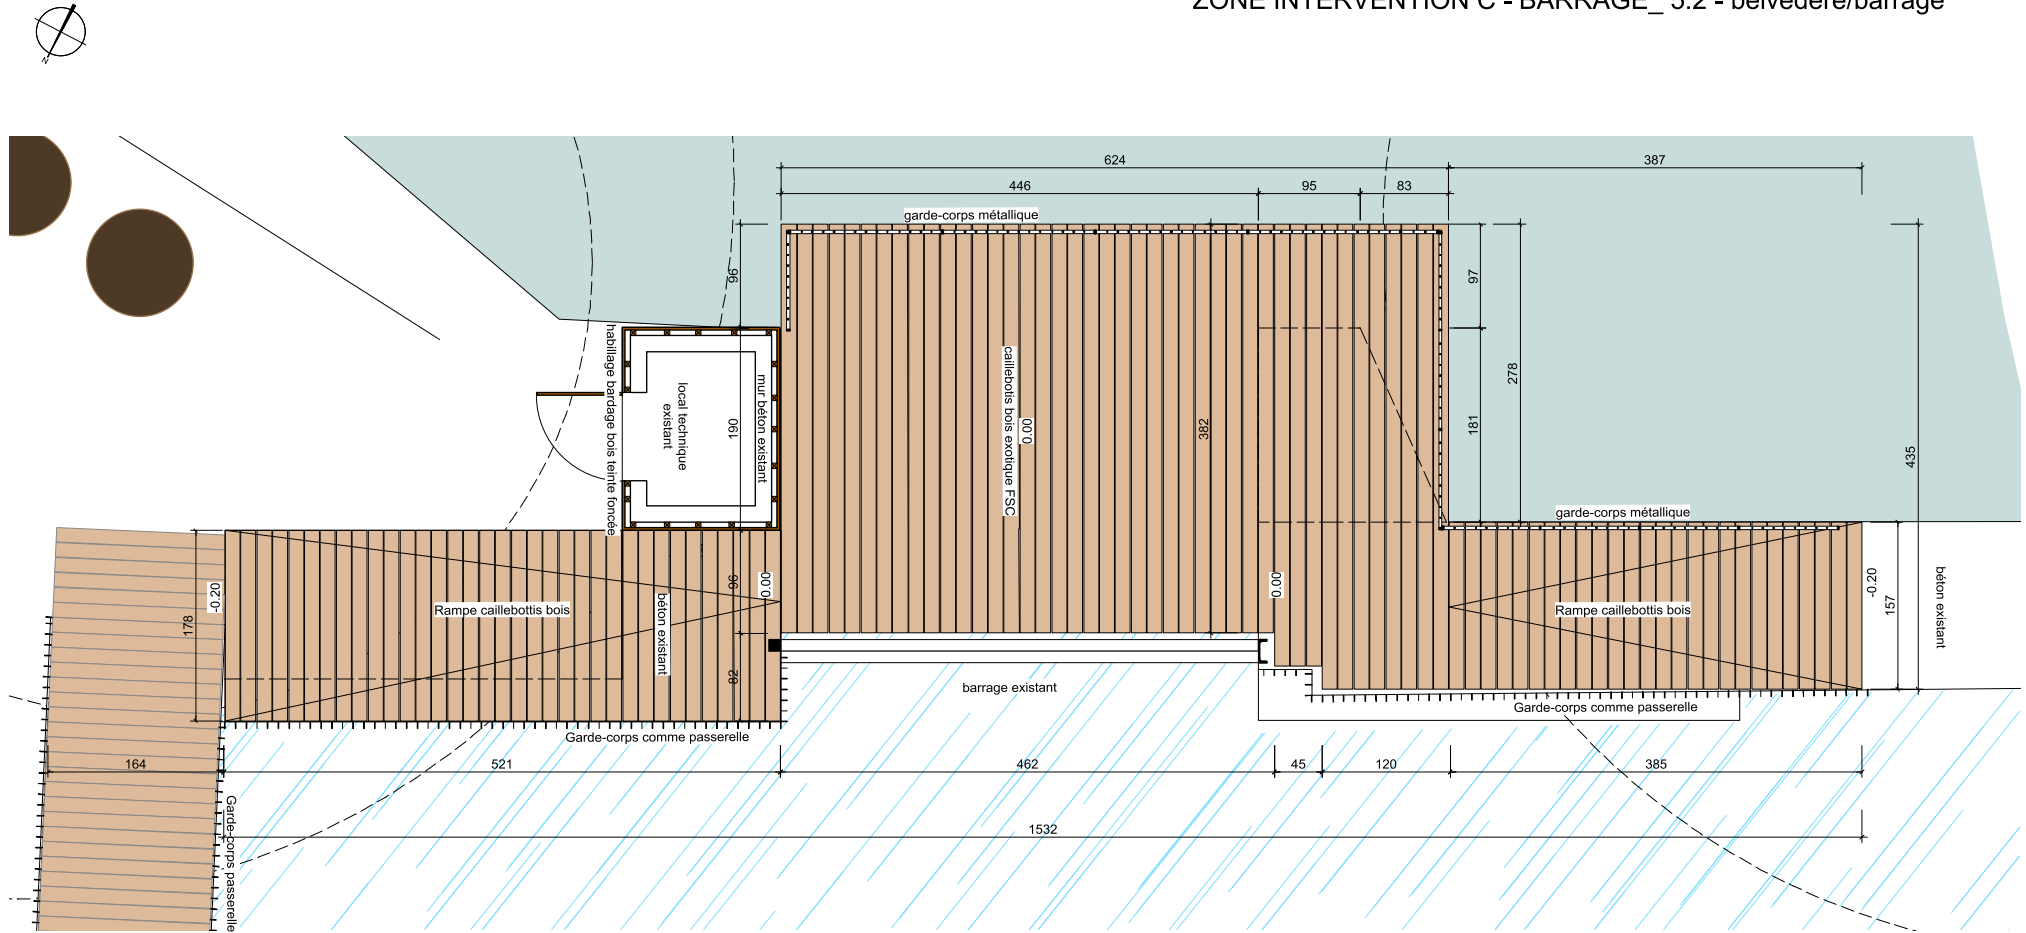 ZONE INTERVENTION C - BARRAGE_ 5.2 - belvédère/barrage
N
624
387
446
95
83
garde-corps métallique
96
97
habillage bardage bois teinte foncée
local technique
existant
mur béton existant
190
caillebotis bois exotique FSC
0.00
382
181
278
435
garde-corps métallique
178
-0.20
Rampe caillebottis bois
béton existant
96
82
0.00
0.00
Rampe caillebottis bois
-0.20
157
béton existant
barrage existant
Garde-corps comme passerelle
Garde-corps comme passerelle
164
521
462
45
120
385
Garde-corps passerelle
1532